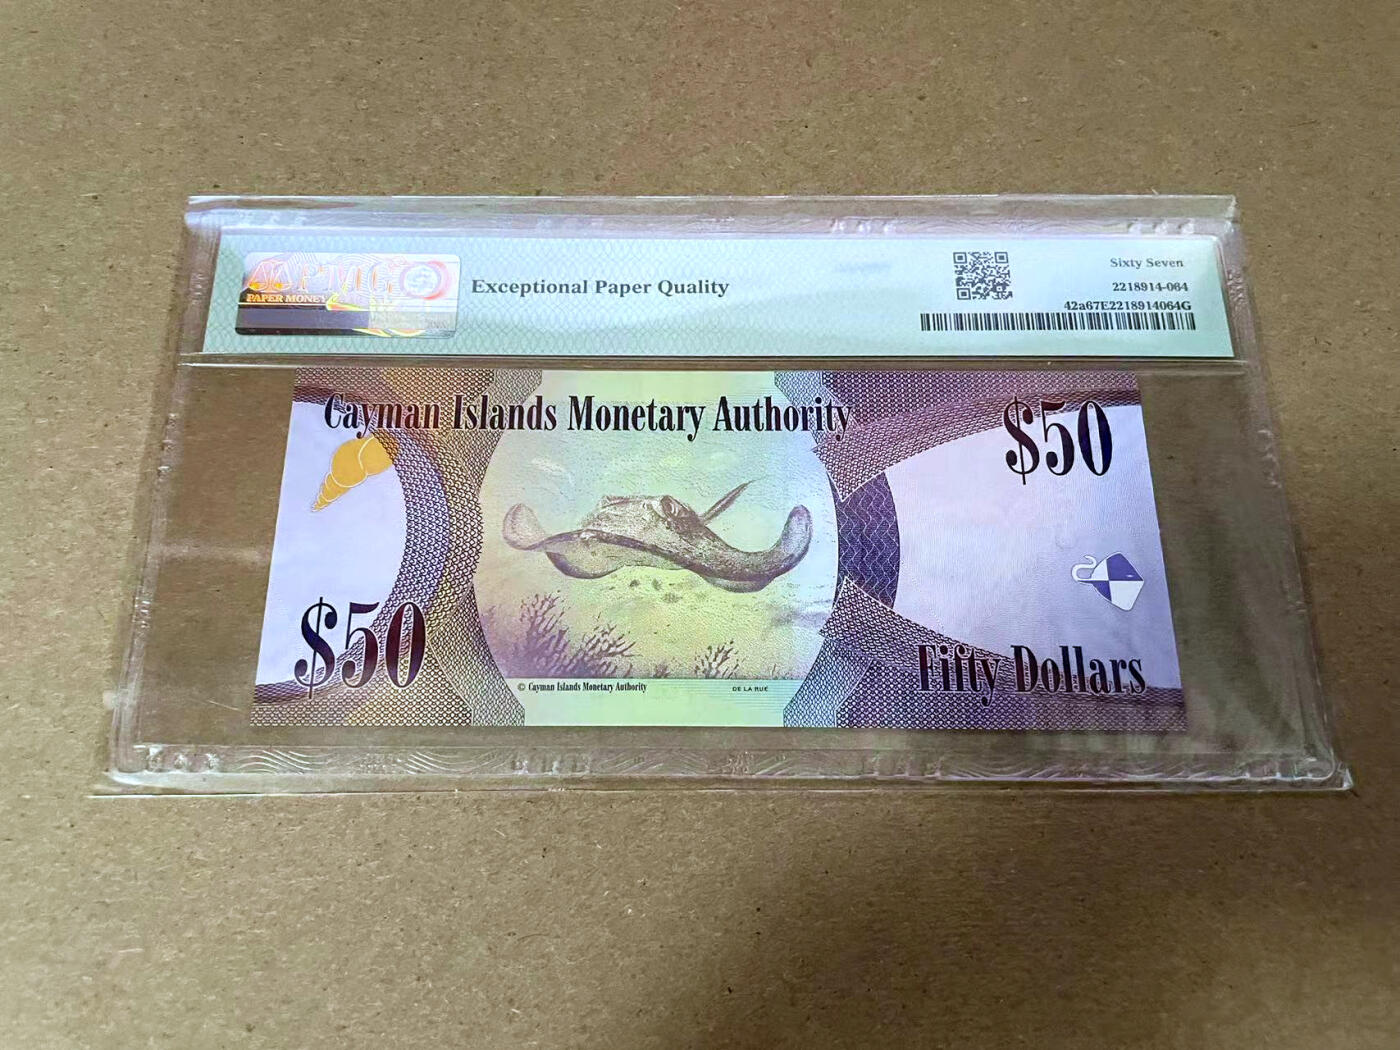 PMG
PAPER MONEY
Exceptional Paper Quality
Sixty Seven
2218914-064
42a67E2218914064G
Cayman Islands Monetary Authority
$50
$50
Fifty Dollars
© Cayman Islands Monetary Authority
DE LA RUE